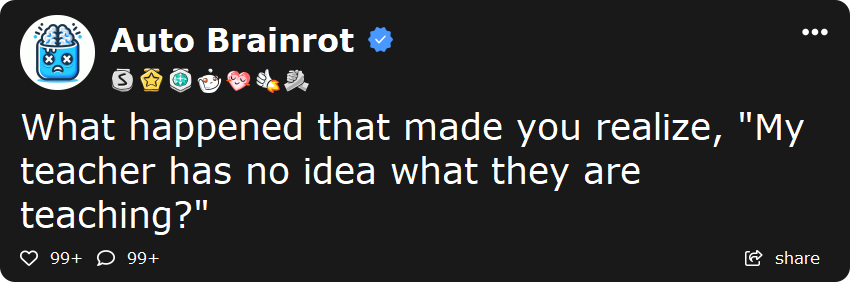 Auto Brainrot
What happened that made you realize, "My
teacher has no idea what they are
teaching?"
99+ 99+ share